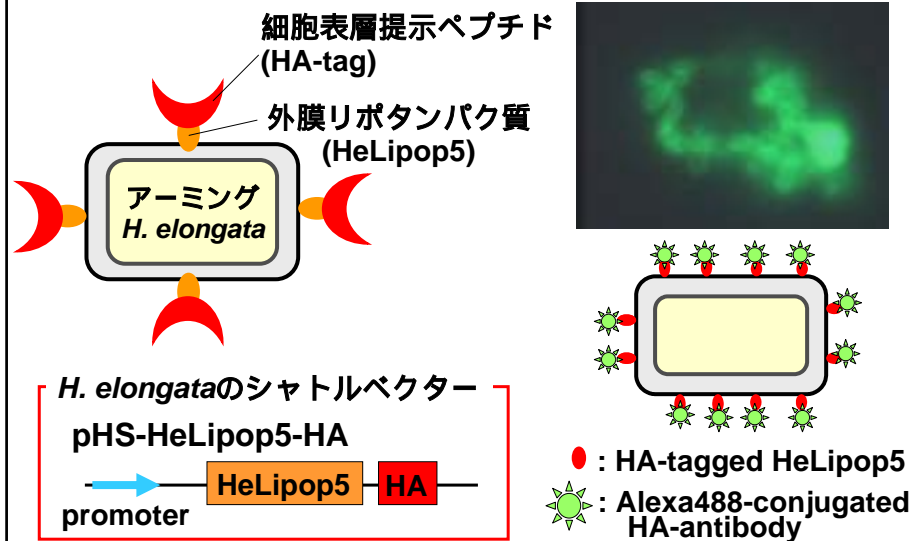 細胞表層提示ペプチド
(HA-tag)
外膜リポタンパク質
(HeLipop5)
アーミング
H. elongata
H. elongataのシャトルベクター
pHS-HeLipop5-HA
HeLipop5
HA
promoter
: HA-tagged HeLipop5
: Alexa488-conjugated
HA-antibody